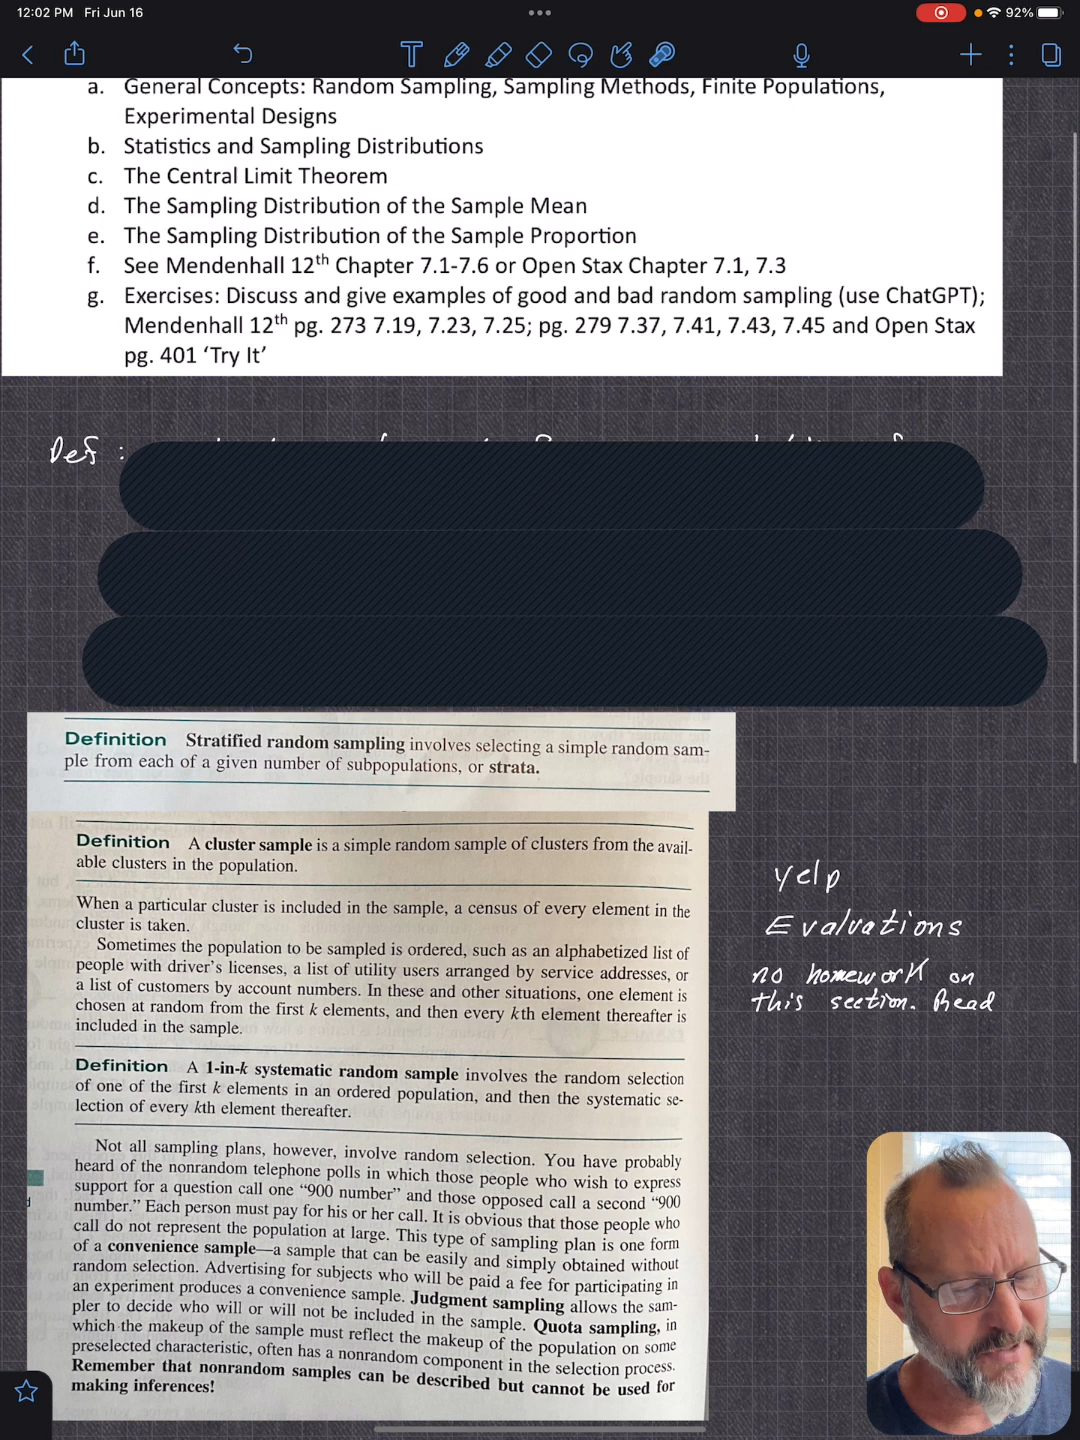 12:02 PM Fri Jun 16
92%
a. General Concepts: Random Sampling, Sampling Methods, Finite Populations,
Experimental Designs
b. Statistics and Sampling Distributions
c. The Central Limit Theorem
d. The Sampling Distribution of the Sample Mean
e. The Sampling Distribution of the Sample Proportion
f. See Mendenhall 12th Chapter 7.1-7.6 or Open Stax Chapter 7.1, 7.3
g. Exercises: Discuss and give examples of good and bad random sampling (use ChatGPT);
Mendenhall 12th pg. 273 7.19, 7.23, 7.25; pg. 279 7.37, 7.41, 7.43, 7.45 and Open Stax
pg. 401 ‘Try It’
Def :
Definition Stratified random sampling involves selecting a simple random sam-
ple from each of a given number of subpopulations, or strata.
Definition A cluster sample is a simple random sample of clusters from the avail-
able clusters in the population.
When a particular cluster is included in the sample, a census of every element in the
cluster is taken.
Sometimes the population to be sampled is ordered, such as an alphabetized list of
people with driver's licenses, a list of utility users arranged by service addresses, or
a list of customers by account numbers. In these and other situations, one element is
chosen at random from the first k elements, and then every kth element thereafter is
included in the sample.
Definition A 1-in-k systematic random sample involves the random selection
of one of the first k elements in an ordered population, and then the systematic se-
lection of every kth element thereafter.
Not all sampling plans, however, involve random selection. You have probably
heard of the nonrandom telephone polls in which those people who wish to express
support for a question call one “900 number” and those opposed call a second “900
number.” Each person must pay for his or her call. It is obvious that those people who
call do not represent the population at large. This type of sampling plan is one form
of a convenience sample—a sample that can be easily and simply obtained without
random selection. Advertising for subjects who will be paid a fee for participating in
an experiment produces a convenience sample. Judgment sampling allows the sam-
pler to decide who will or will not be included in the sample. Quota sampling, in
which the makeup of the sample must reflect the makeup of the population on some
preselected characteristic, often has a nonrandom component in the selection process.
Remember that nonrandom samples can be described but cannot be used for
making inferences!
yelp
Evaluations
no homework on
this section. Read